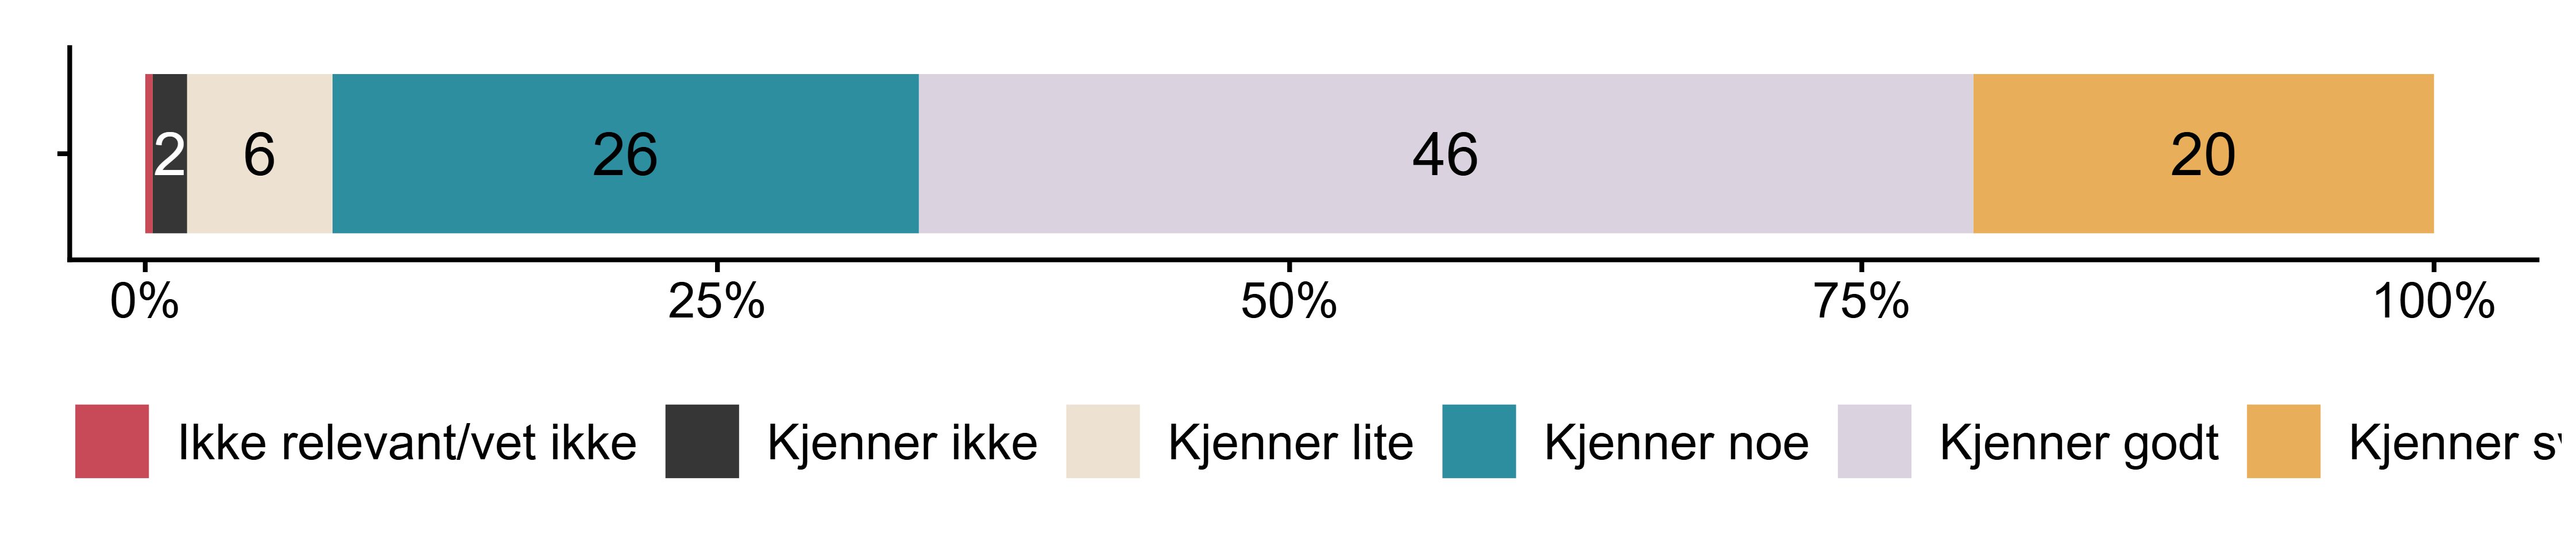 2 6 26 46 20
0% 25% 50% 75% 100%
Ikke relevant/vet ikke Kjenner ikke Kjenner lite Kjenner noe Kjenner godt Kjenner